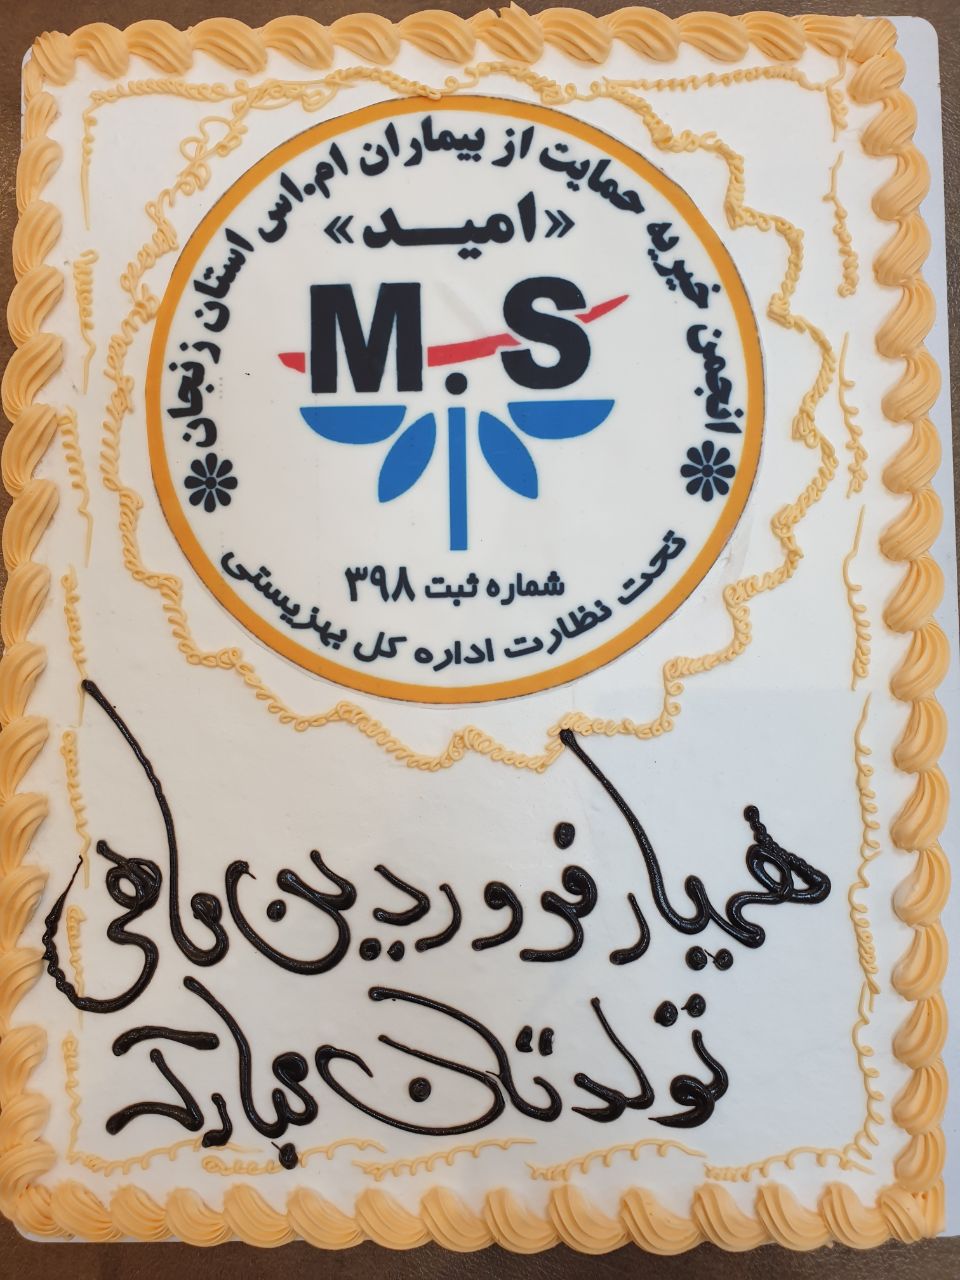 انجمن خیریه حمایت از بیماران ام.اس استان زنجان
«امیـــد»
M.S
شماره ثبت ۳۹۸
تحت نظارت اداره کل بهزیستی
همیار فروردین ماهی
تولدتان مبارک